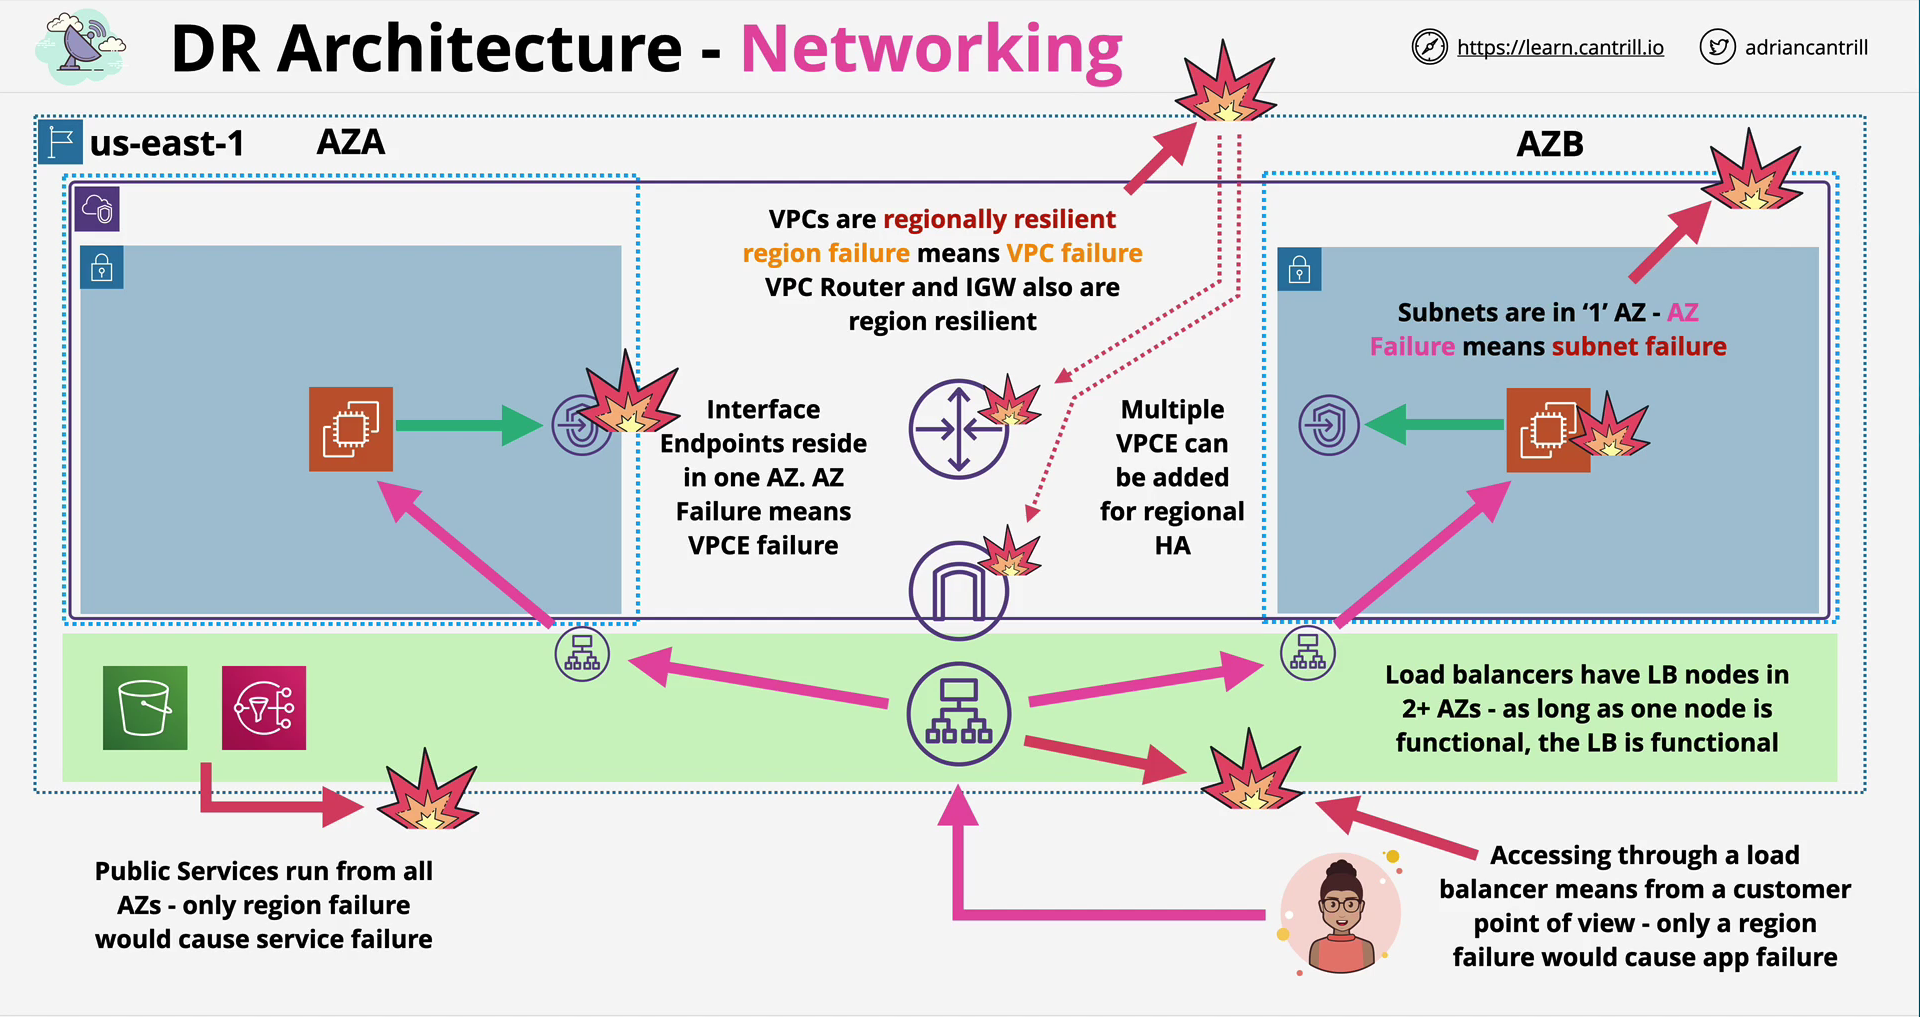 DR Architecture - Networking
https://learn.cantrill.io
adriancantrill
us-east-1
AZA
AZB
VPCs are regionally resilient
region failure means VPC failure
VPC Router and IGW also are
region resilient
Subnets are in ‘1’ AZ - AZ
Failure means subnet failure
Interface
Endpoints reside
in one AZ. AZ
Failure means
VPCE failure
Multiple
VPCE can
be added
for regional
HA
Load balancers have LB nodes in
2+ AZs - as long as one node is
functional, the LB is functional
Public Services run from all
AZs - only region failure
would cause service failure
Accessing through a load
balancer means from a customer
point of view - only a region
failure would cause app failure